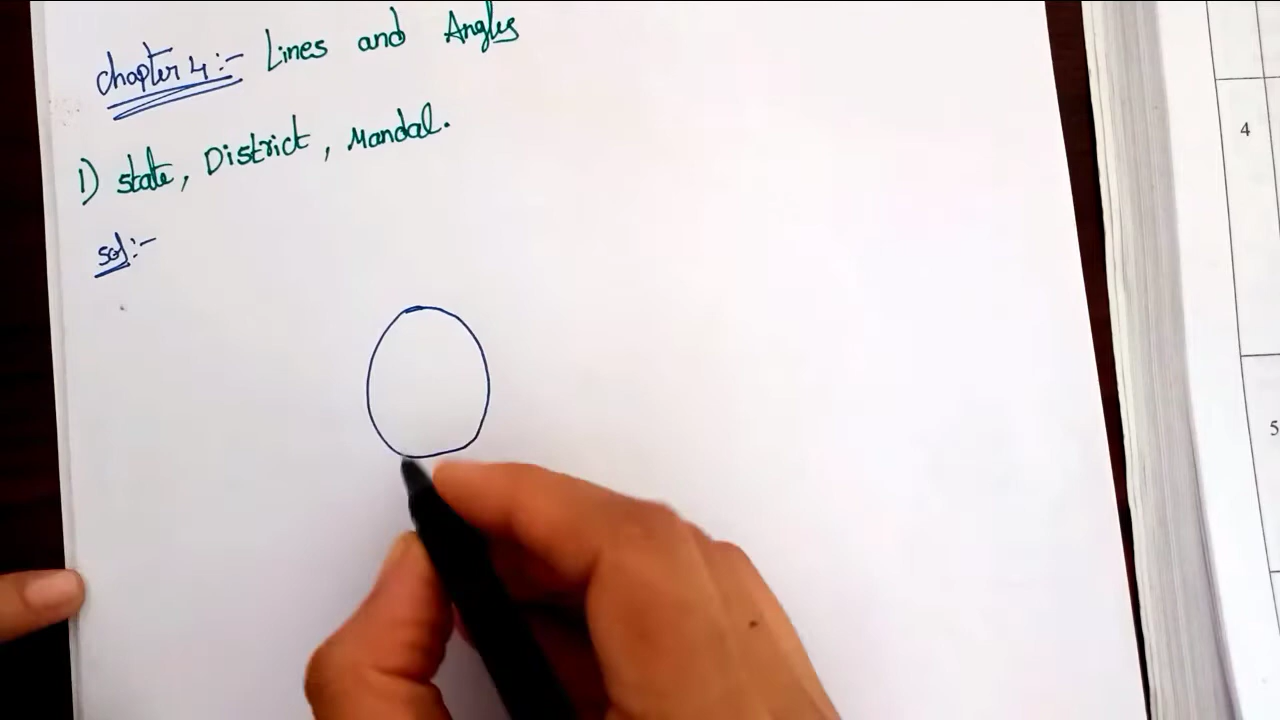 chapter 4:- Lines and Angles
1) state, District, Mandal.
sol:-
4
5